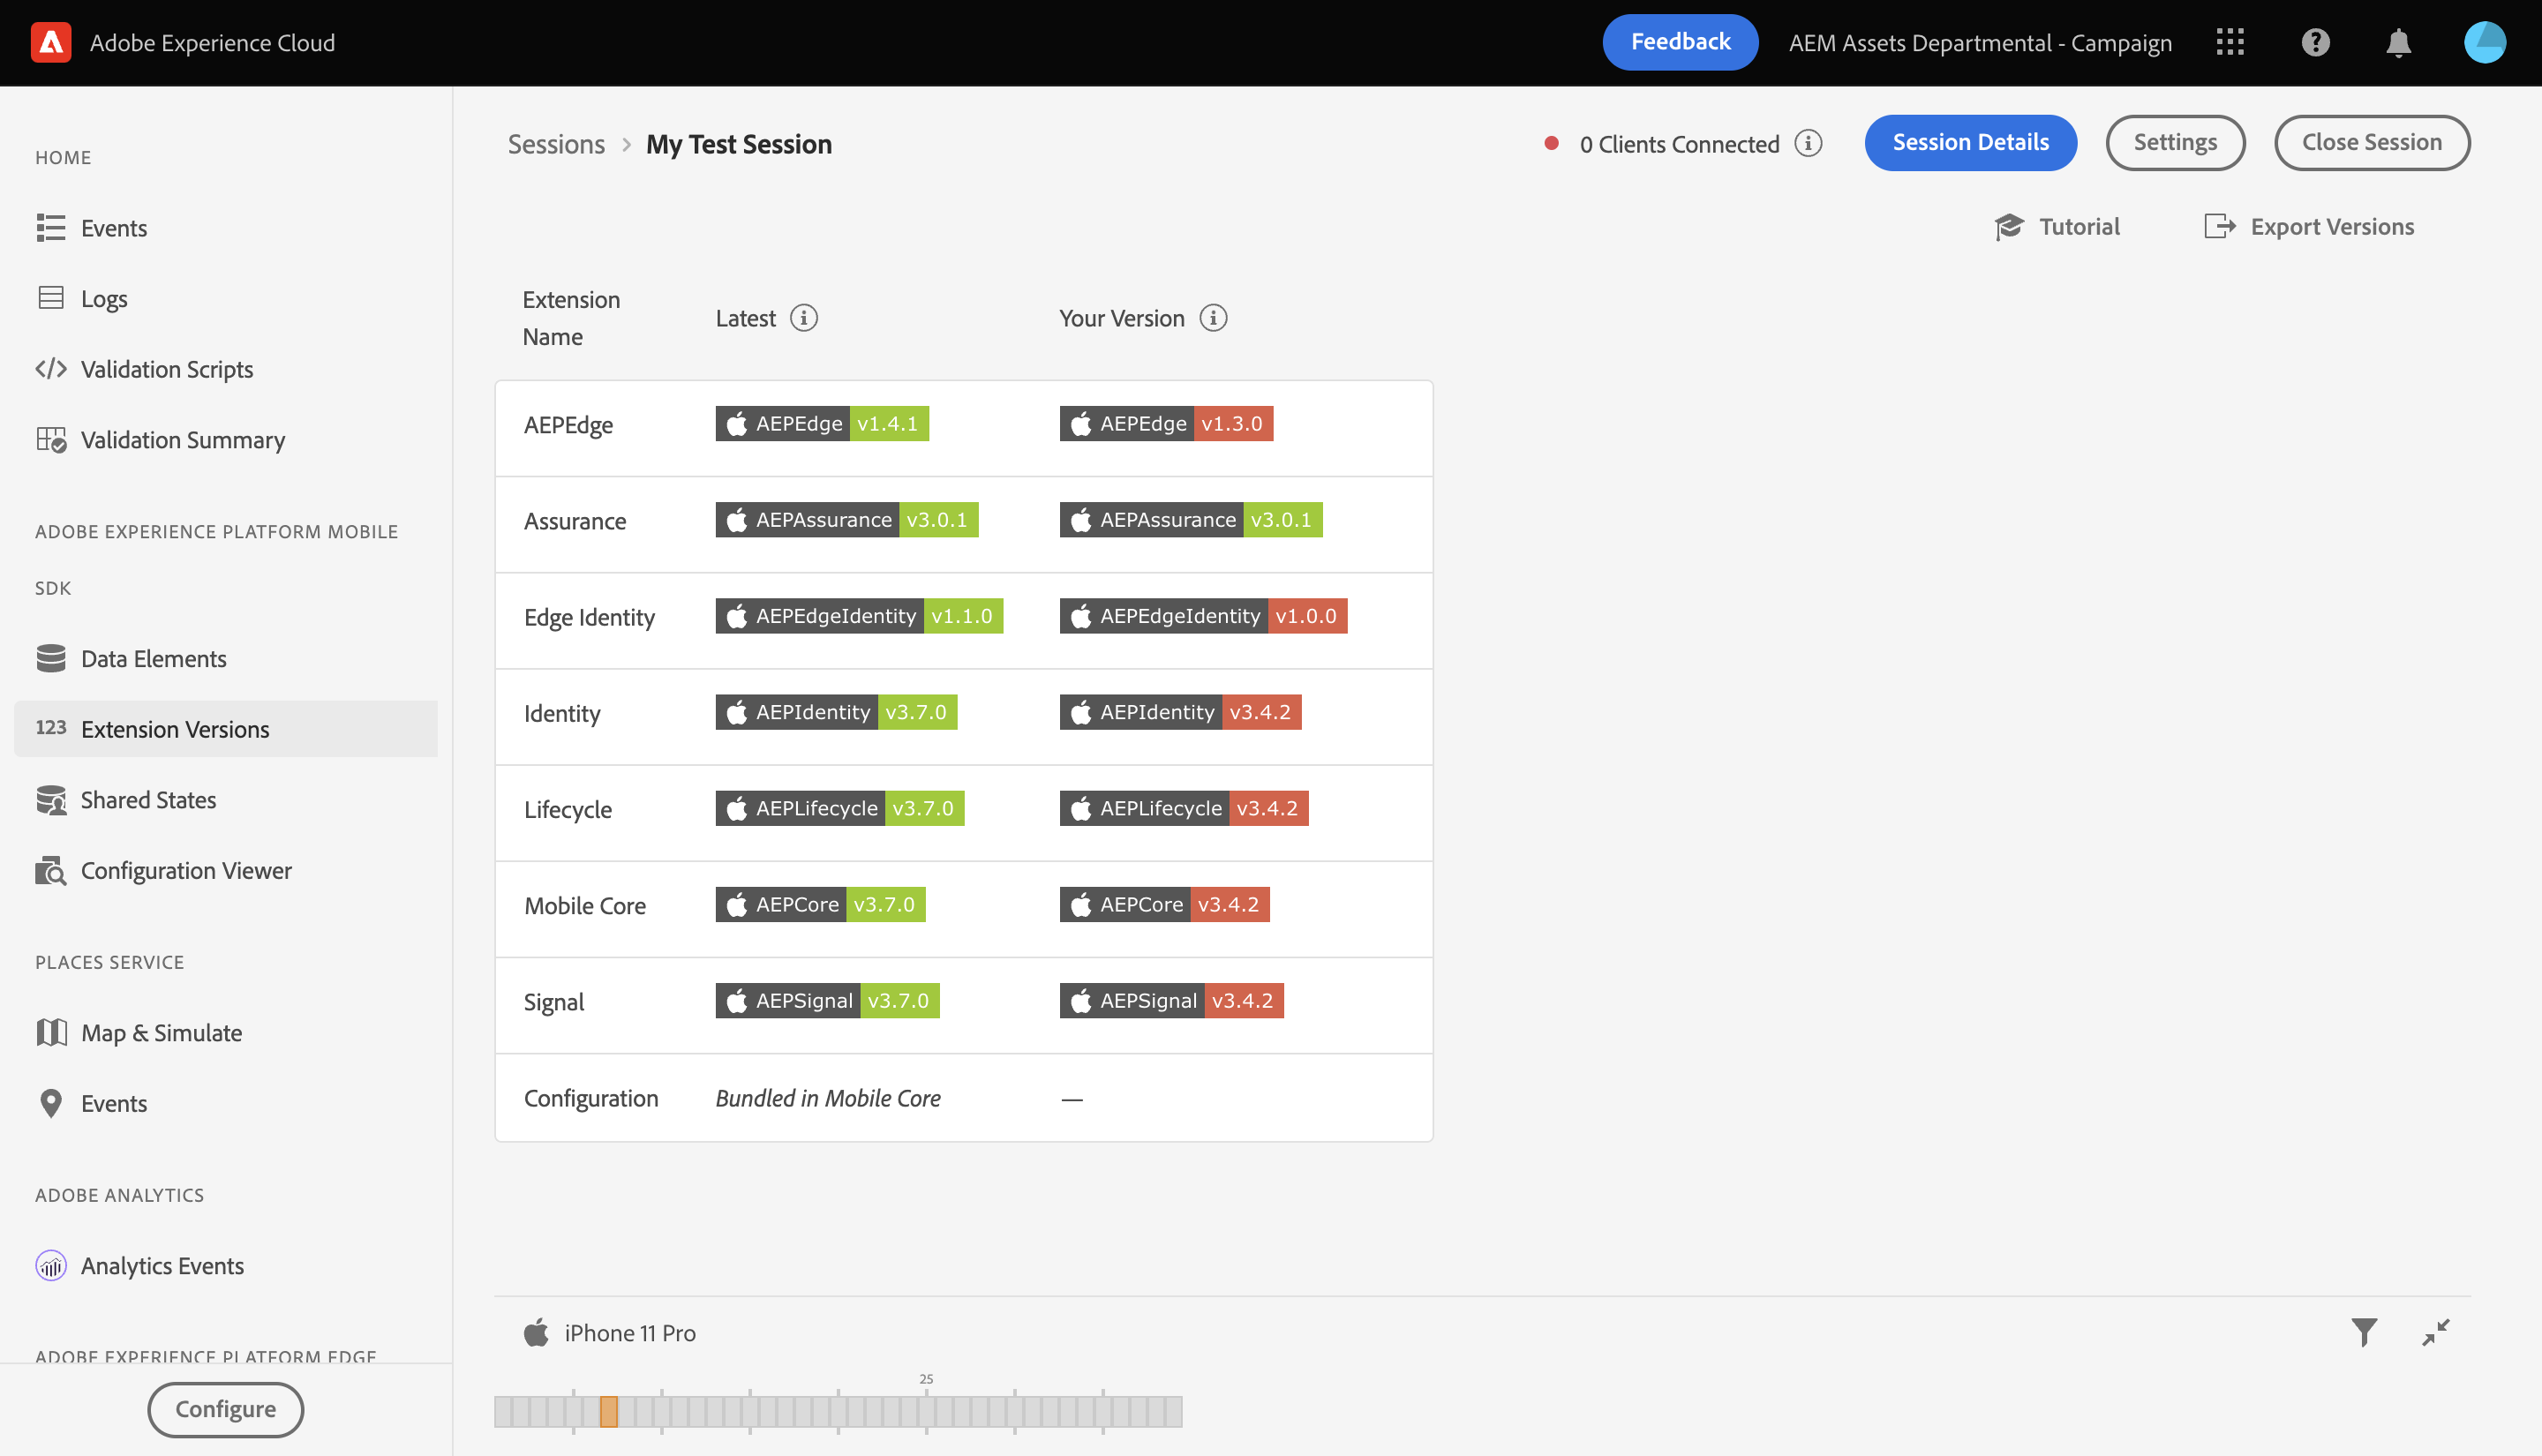 Adobe Experience Cloud
Feedback
AEM Assets Departmental - Campaign
HOME
Events
Logs
Validation Scripts
Validation Summary
ADOBE EXPERIENCE PLATFORM MOBILE
SDK
Data Elements
123 Extension Versions
Shared States
Configuration Viewer
PLACES SERVICE
Map & Simulate
Events
ADOBE ANALYTICS
Analytics Events
ADOBE EXPERIENCE PLATFORM EDGE
Configure
Sessions > My Test Session
0 Clients Connected
Session Details
Settings
Close Session
Tutorial
Export Versions
Extension
Name
Latest
Your Version
AEPEdge AEPEdge v1.4.1 AEPEdge v1.3.0
Assurance AEPAssurance v3.0.1 AEPAssurance v3.0.1
Edge Identity AEPEdgeIdentity v1.1.0 AEPEdgeIdentity v1.0.0
Identity AEPIdentity v3.7.0 AEPIdentity v3.4.2
Lifecycle AEPLifecycle v3.7.0 AEPLifecycle v3.4.2
Mobile Core AEPCore v3.7.0 AEPCore v3.4.2
Signal AEPSignal v3.7.0 AEPSignal v3.4.2
Configuration Bundled in Mobile Core —
iPhone 11 Pro
25